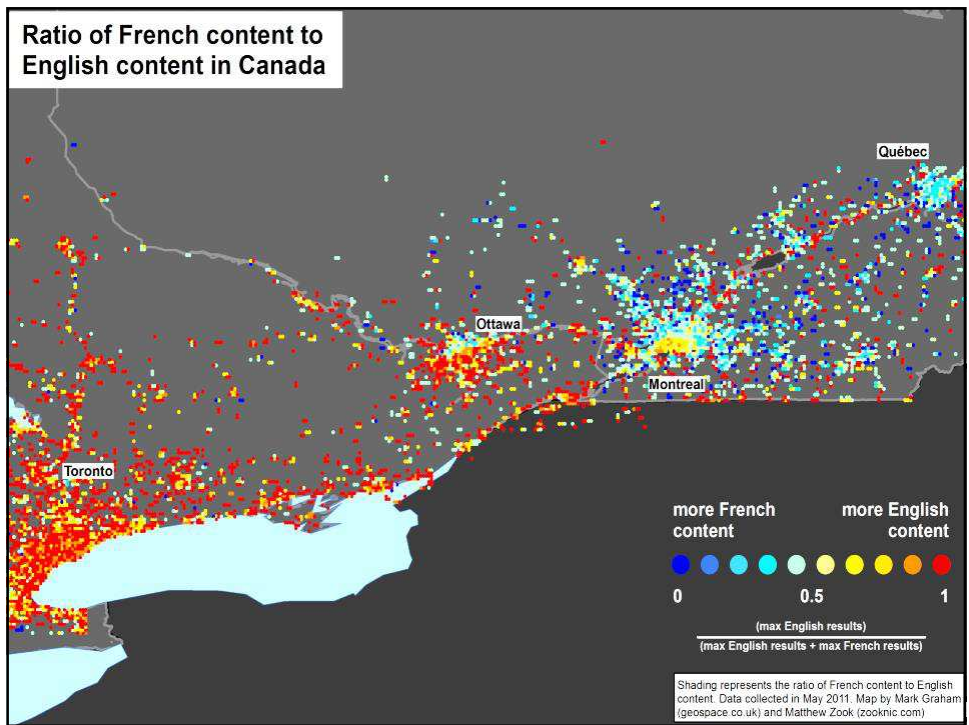 Ratio of French content to
English content in Canada
Québec
Ottawa
Montreal
Toronto
more French
content
more English
content
0
0.5
1
(max English results)
(max English results + max French results)
Shading represents the ratio of French content to English
content. Data collected in May 2011. Map by Mark Graham
(geospace.co.uk) and Matthew Zook (zooknic.com)